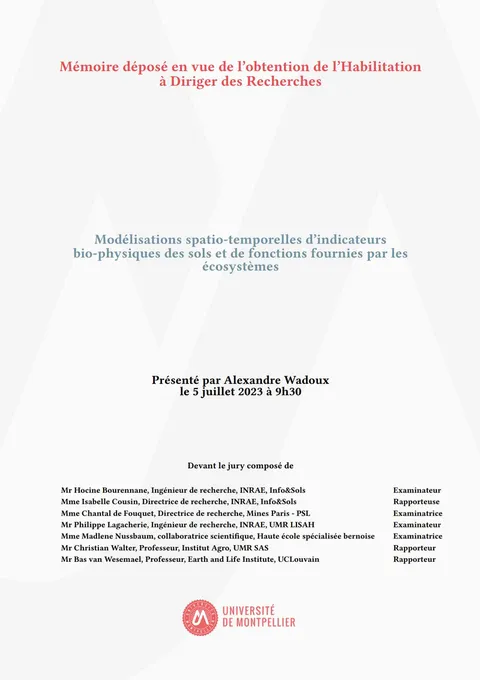 Mémoire déposé en vue de l'obtention de l'Habilitation
à Diriger des Recherches
Modélisations spatio-temporelles d'indicateurs
bio-physiques des sols et de fonctions fournies par les
écosystèmes
Présenté par Alexandre Wadoux
le 5 juillet 2023 à 9h30
Devant le jury composé de
Mr Hocine Bourennane, Ingénieur de recherche, INRAE, Info&Sols Examinateur
Mme Isabelle Cousin, Directrice de recherche, INRAE, Info&Sols Rapporteuse
Mme Chantal de Fouquet, Directrice de recherche, Mines Paris - PSL Examinatrice
Mr Philippe Lagacherie, Ingénieur de recherche, INRAE, UMR LISAH Examinateur
Mme Madlene Nussbaum, collaboratrice scientifique, Haute école spécialisée bernoise Examinatrice
Mr Christian Walter, Professeur, Institut Agro, UMR SAS Rapporteur
Mr Bas van Wesemael, Professeur, Earth and Life Institute, UCLouvain Rapporteur
UNIVERSITÉ
DE MONTPELLIER